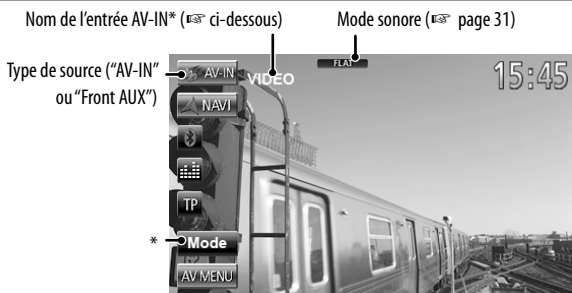 Nom de l'entrée AV-IN* (☞ ci-dessous)
Mode sonore (☞ page 31)
Type de source (“AV-IN”
ou “Front AUX”)
AV-IN
VIDEO
FLAT
15:45
NAVI
TP
*
Mode
AV MENU